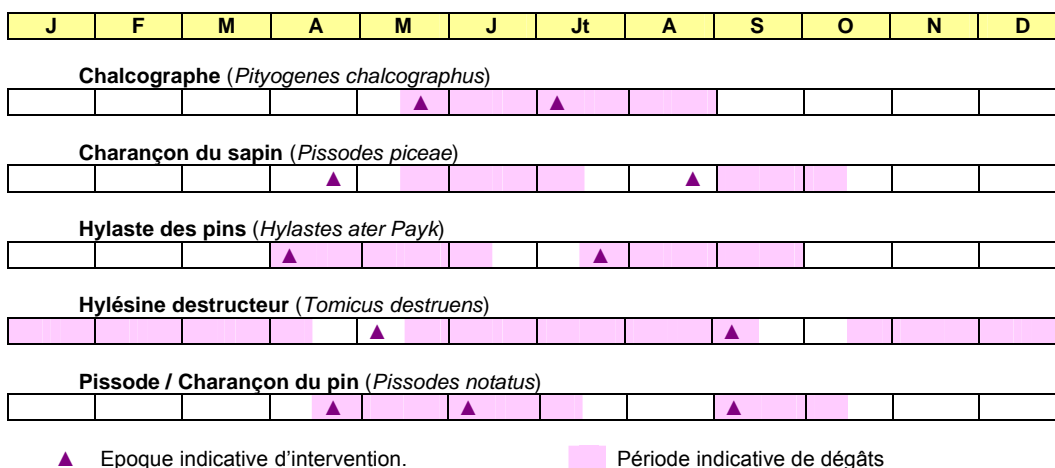 J F M A M J Jt A S O N D
Chalcographe (Pityogenes chalcographus)
Charançon du sapin (Pissodes piceae)
Hylaste des pins (Hylastes ater Payk)
Hylésine destructeur (Tomicus destruens)
Pissode / Charançon du pin (Pissodes notatus)
▲ Epoque indicative d’intervention. Période indicative de dégâts